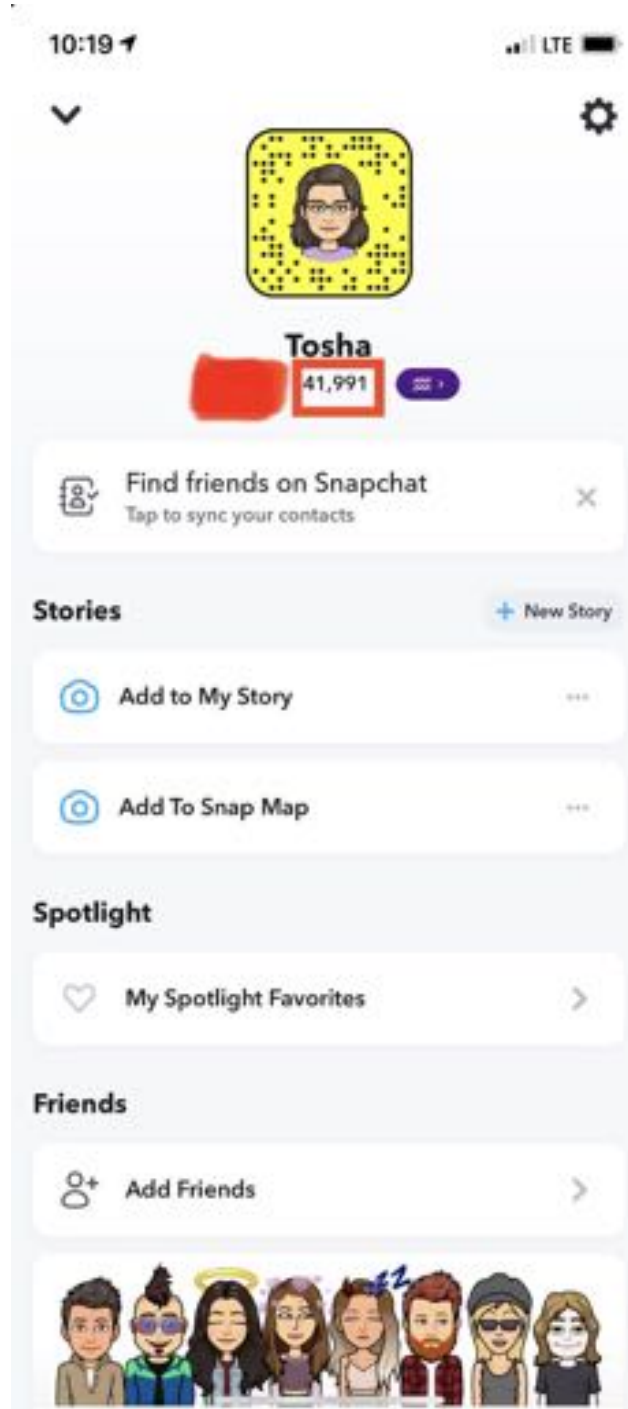 10:19 LTE
Tosha
41,991
Find friends on Snapchat
Tap to sync your contacts
Stories + New Story
Add to My Story
Add To Snap Map
Spotlight
My Spotlight Favorites
Friends
Add Friends
zz